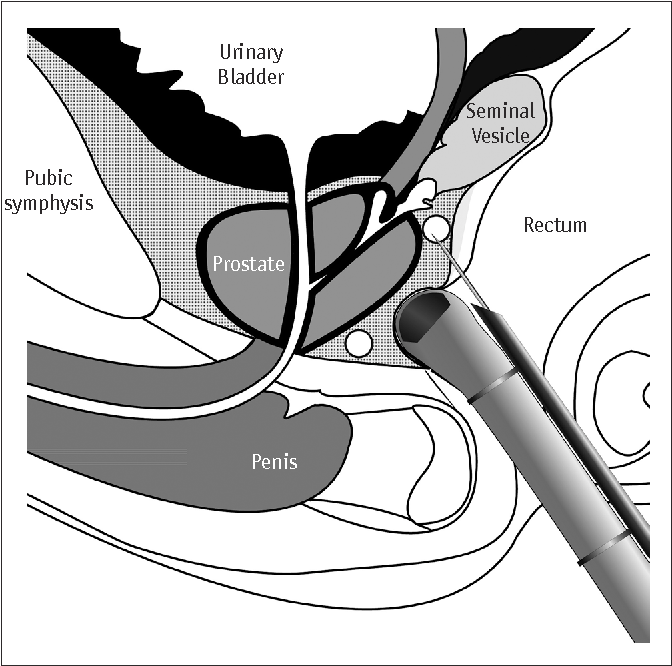 Urinary
Bladder
Seminal
Vesicle
Pubic
symphysis
Rectum
Prostate
Penis